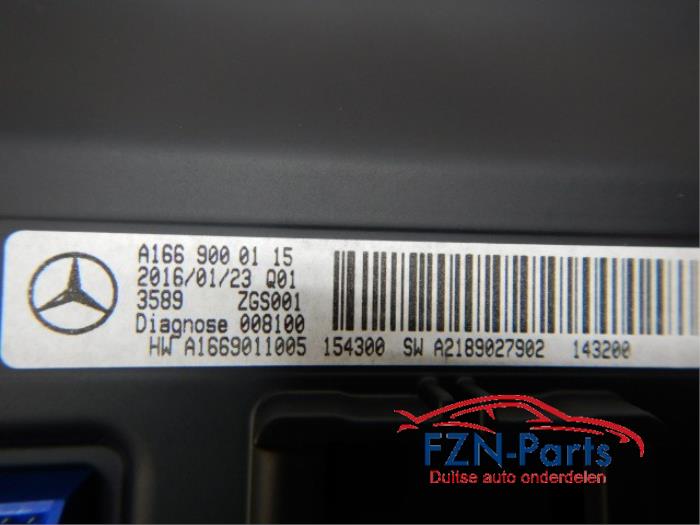 A166 900 01 15
2016/01/23 Q01
3589 ZGS001
Diagnose 008100
HW A1669011005 154300 SW A2189027902 143200
FZN-Parts
Duitse auto onderdelen